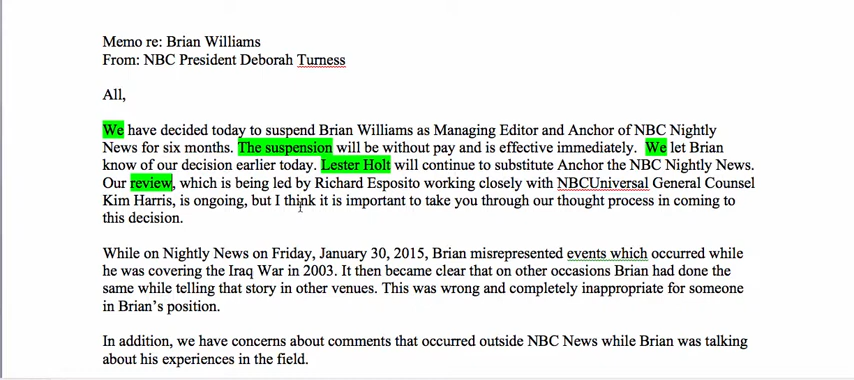 Memo re: Brian Williams
From: NBC President Deborah Turness
All,
We have decided today to suspend Brian Williams as Managing Editor and Anchor of NBC Nightly
News for six months. The suspension will be without pay and is effective immediately. We let Brian
know of our decision earlier today. Lester Holt will continue to substitute Anchor the NBC Nightly News.
Our review, which is being led by Richard Esposito working closely with NBCUniversal General Counsel
Kim Harris, is ongoing, but I think it is important to take you through our thought process in coming to
this decision.
While on Nightly News on Friday, January 30, 2015, Brian misrepresented events which occurred while
he was covering the Iraq War in 2003. It then became clear that on other occasions Brian had done the
same while telling that story in other venues. This was wrong and completely inappropriate for someone
in Brian's position.
In addition, we have concerns about comments that occurred outside NBC News while Brian was talking
about his experiences in the field.